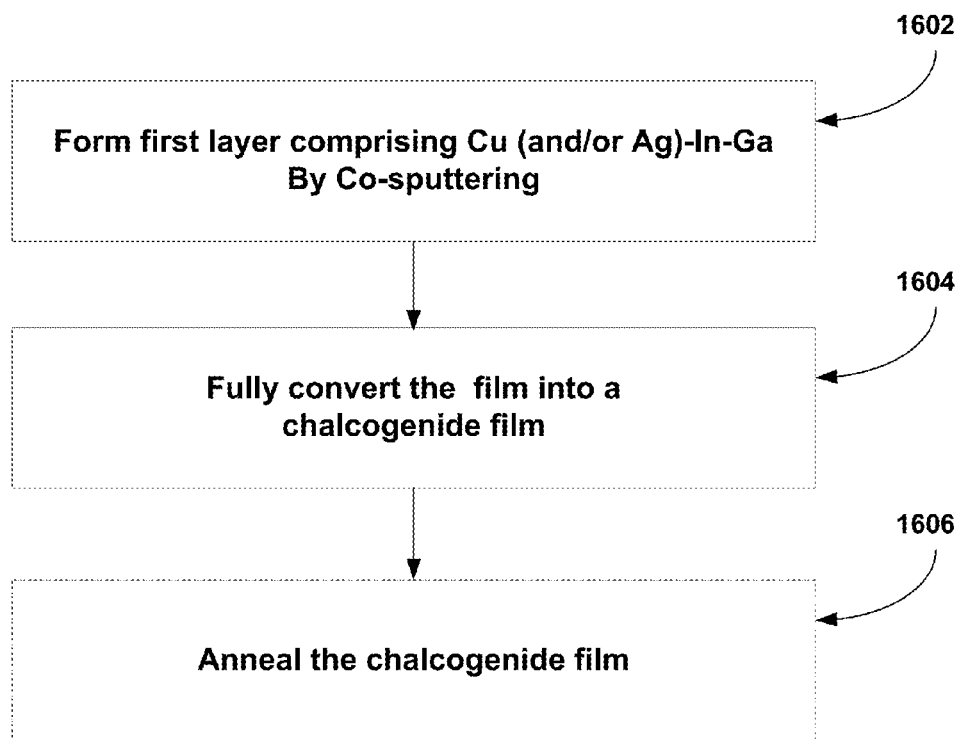 1602
Form first layer comprising Cu (and/or Ag)-In-Ga
By Co-sputtering
1604
Fully convert the film into a
chalcogenide film
1606
Anneal the chalcogenide film